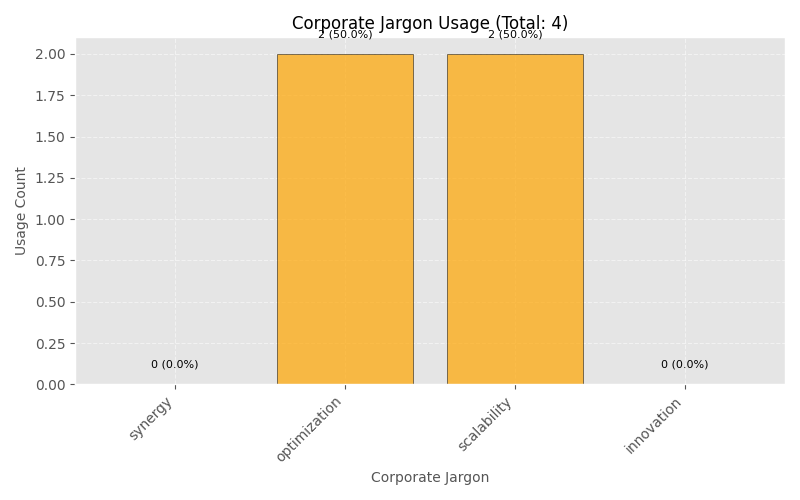 Corporate Jargon Usage (Total: 4)
2 (50.0%)
2 (50.0%)
2.00
1.75
1.50
1.25
1.00
0.75
0.50
0.25
0.00
Usage Count
0 (0.0%)
0 (0.0%)
synergy
optimization
scalability
innovation
Corporate Jargon